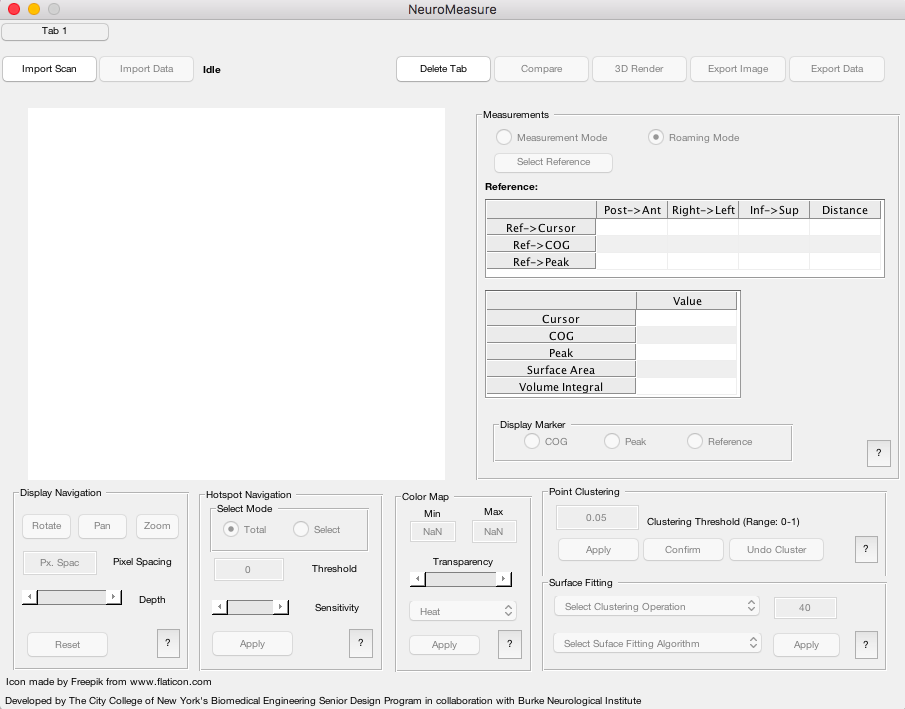 NeuroMeasure
Tab 1
Import Scan
Import Data
Idle
Delete Tab
Compare
3D Render
Export Image
Export Data
Measurements
Measurement Mode
Roaming Mode
Select Reference
Reference:
Post->Ant Right->Left Inf->Sup Distance
Ref->Cursor
Ref->COG
Ref->Peak
Value
Cursor
COG
Peak
Surface Area
Volume Integral
Display Marker
COG
Peak
Reference
?
Display Navigation
Rotate
Pan
Zoom
Px. Spac
Pixel Spacing
Depth
Reset
?
Hotspot Navigation
Select Mode
Total
Select
0
Threshold
Sensitivity
Apply
?
Color Map
Min
Max
NaN
NaN
Transparency
Heat
Apply
?
Point Clustering
0.05
Clustering Threshold (Range: 0-1)
Apply
Confirm
Undo Cluster
?
Surface Fitting
Select Clustering Operation
40
Select Suface Fitting Algorithm
Apply
?
Icon made by Freepik from www.flaticon.com
Developed by The City College of New York's Biomedical Engineering Senior Design Program in collaboration with Burke Neurological Institute